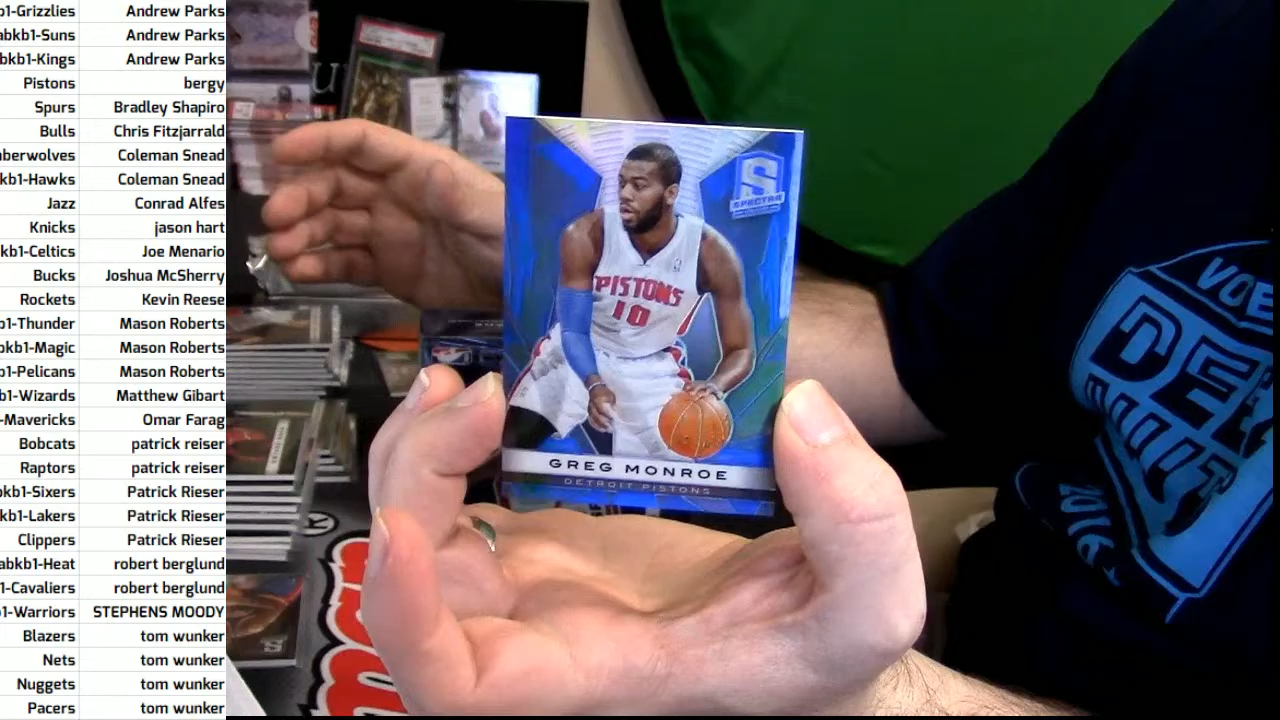 b1-Grizzlies Andrew Parks
abkb1-Suns Andrew Parks
bkb1-Kings Andrew Parks
Pistons bergy
Spurs Bradley Shapiro
Bulls Chris Fitzjarrald
nberwolves Coleman Snead
kb1-Hawks Coleman Snead
Jazz Conrad Alfes
Knicks jason hart
kb1-Celtics Joe Menario
Bucks Joshua McSherry
Rockets Kevin Reese
b1-Thunder Mason Roberts
bkb1-Magic Mason Roberts
b1-Pelicans Mason Roberts
b1-Wizards Matthew Gibart
-Mavericks Omar Farag
Bobcats patrick reiser
Raptors patrick reiser
bkb1-Sixers Patrick Rieser
kb1-Lakers Patrick Rieser
Clippers Patrick Rieser
abkb1-Heat robert berglund
1-Cavaliers robert berglund
1-Warriors STEPHENS MOODY
Blazers tom wunker
Nets tom wunker
Nuggets tom wunker
Pacers tom wunker
S
SPECTRA
PISTONS
10
GREG MONROE
DETROIT PISTONS
2016